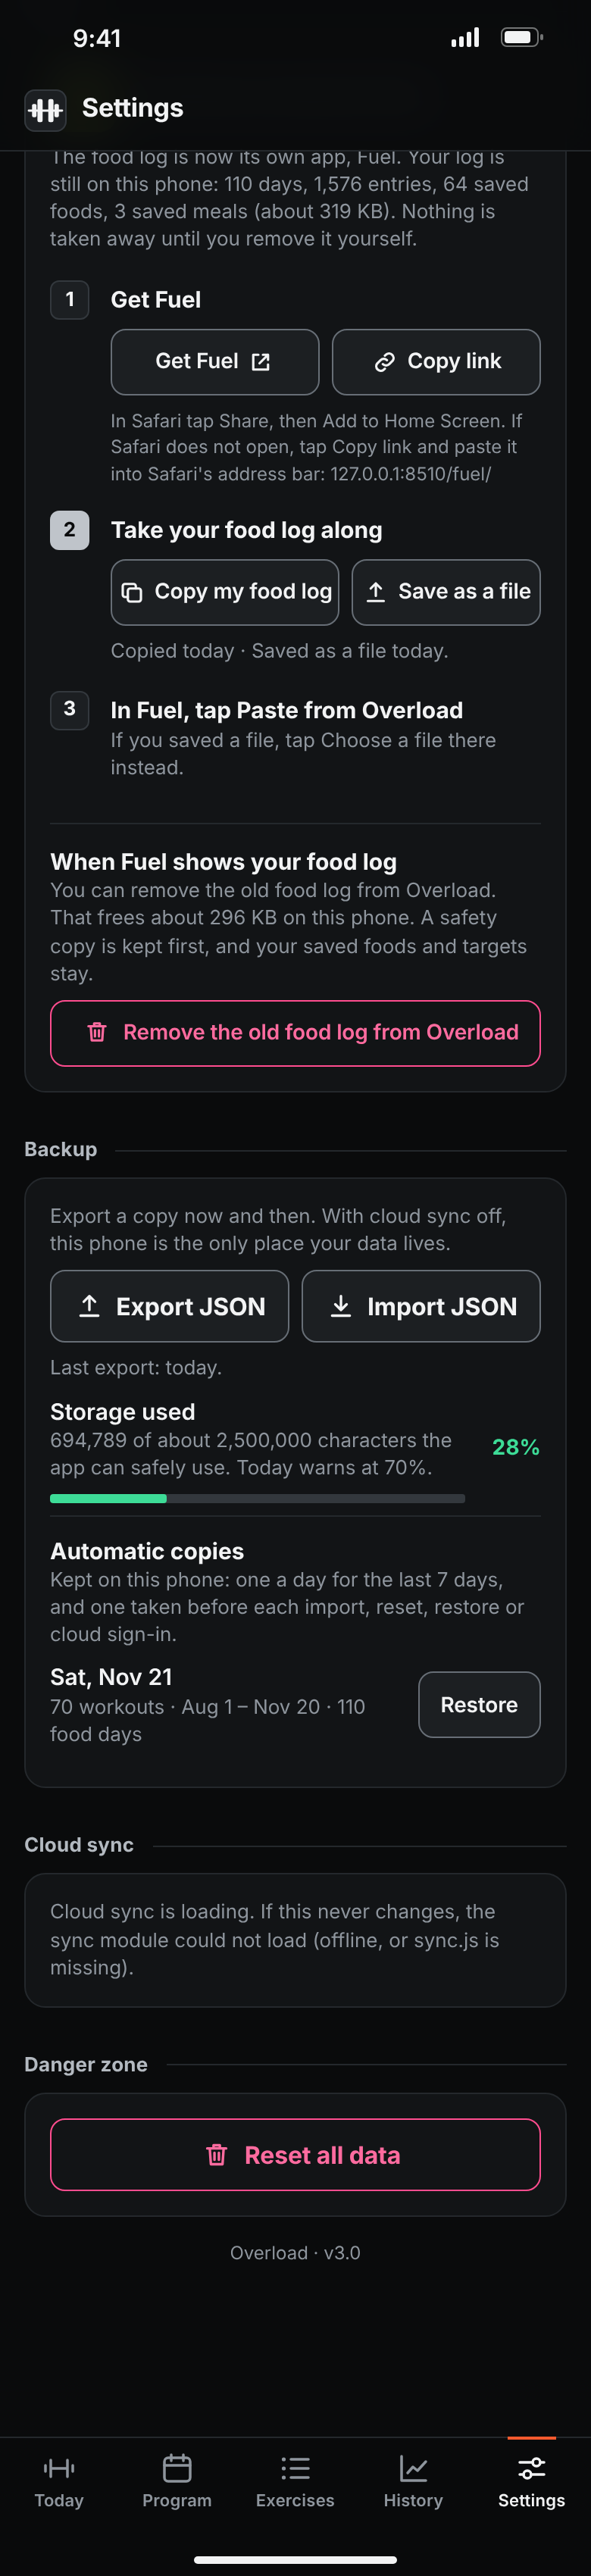 9:41
Settings
The food log is now its own app, Fuel. Your log is
still on this phone: 110 days, 1,576 entries, 64 saved
foods, 3 saved meals (about 319 KB). Nothing is
taken away until you remove it yourself.
1
Get Fuel
Get Fuel
Copy link
In Safari tap Share, then Add to Home Screen. If
Safari does not open, tap Copy link and paste it
into Safari's address bar: 127.0.0.1:8510/fuel/
2
Take your food log along
Copy my food log
Save as a file
Copied today · Saved as a file today.
3
In Fuel, tap Paste from Overload
If you saved a file, tap Choose a file there
instead.
When Fuel shows your food log
You can remove the old food log from Overload.
That frees about 296 KB on this phone. A safety
copy is kept first, and your saved foods and targets
stay.
Remove the old food log from Overload
Backup
Export a copy now and then. With cloud sync off,
this phone is the only place your data lives.
Export JSON
Import JSON
Last export: today.
Storage used
694,789 of about 2,500,000 characters the
app can safely use. Today warns at 70%.
28%
Automatic copies
Kept on this phone: one a day for the last 7 days,
and one taken before each import, reset, restore or
cloud sign-in.
Sat, Nov 21
70 workouts · Aug 1 – Nov 20 · 110
food days
Restore
Cloud sync
Cloud sync is loading. If this never changes, the
sync module could not load (offline, or sync.js is
missing).
Danger zone
Reset all data
Overload · v3.0
Today
Program
Exercises
History
Settings